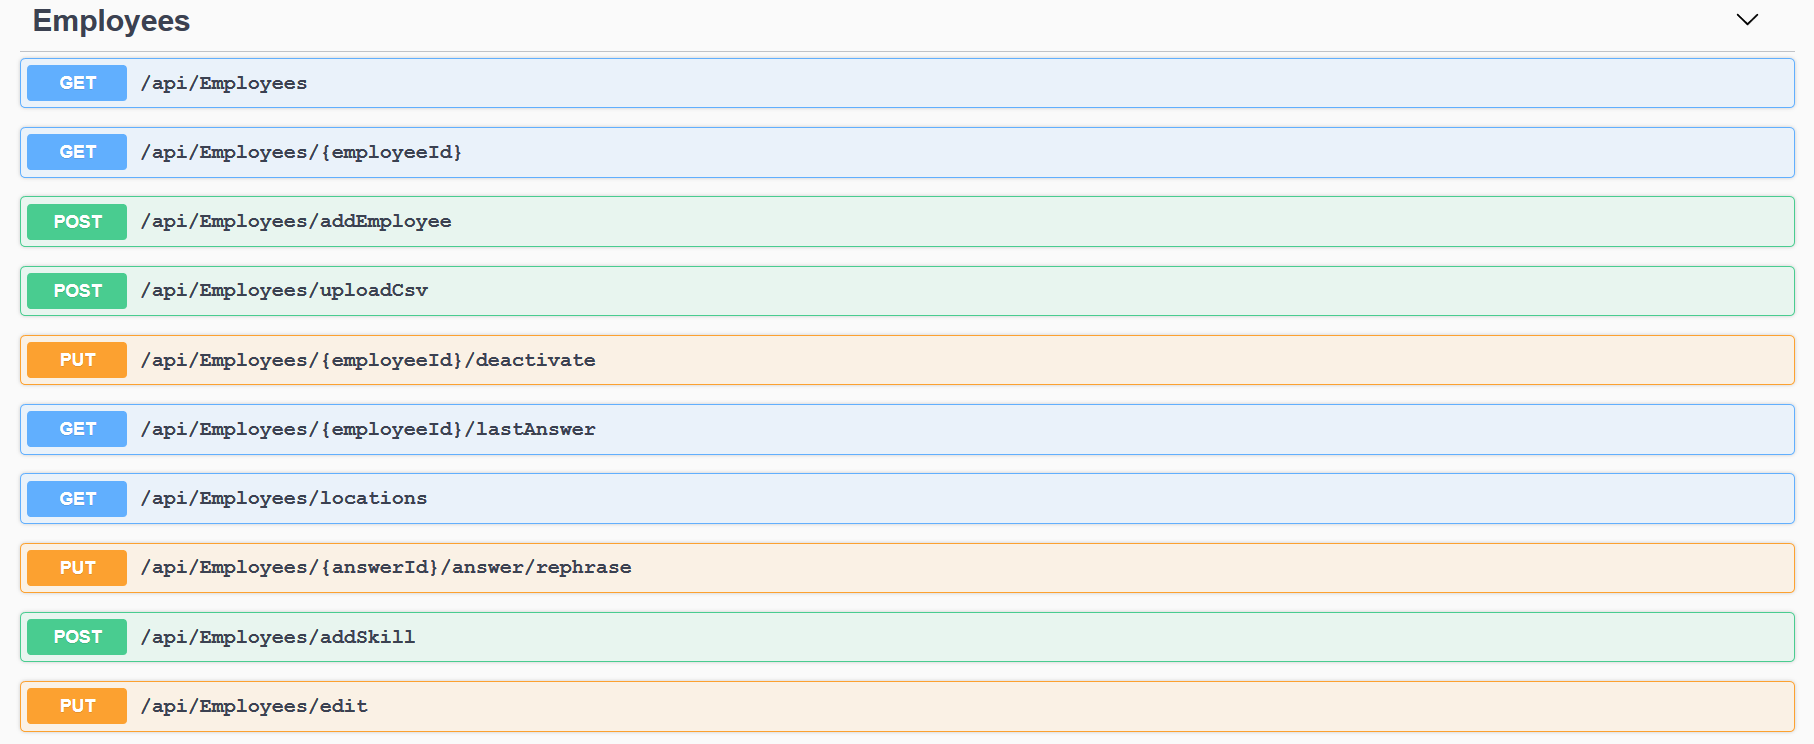 Employees
GET /api/Employees
GET /api/Employees/{employeeId}
POST /api/Employees/addEmployee
POST /api/Employees/uploadCsv
PUT /api/Employees/{employeeId}/deactivate
GET /api/Employees/{employeeId}/lastAnswer
GET /api/Employees/locations
PUT /api/Employees/{answerId}/answer/rephrase
POST /api/Employees/addSkill
PUT /api/Employees/edit